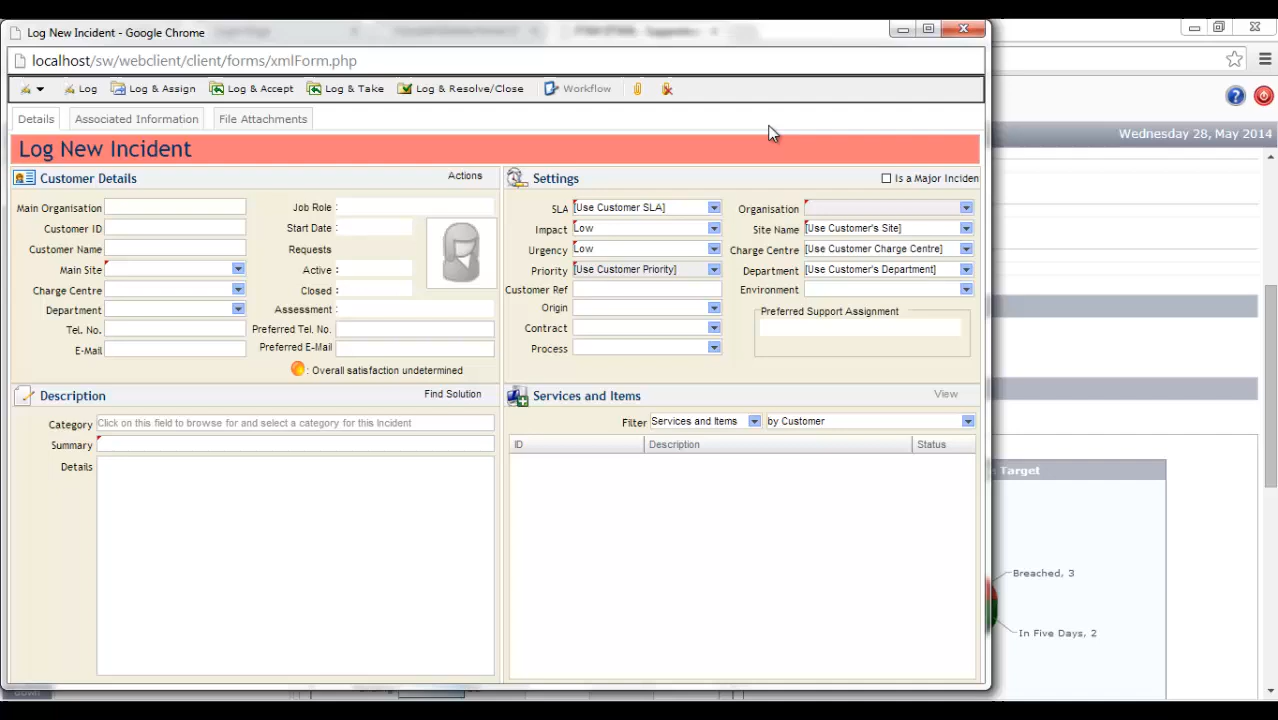 Log New Incident - Google Chrome
localhost/sw/webclient/client/forms/xmlForm.php
Log Log & Assign Log & Accept Log & Take Log & Resolve/Close Workflow
Wednesday 28, May 2014
Details Associated Information File Attachments
Log New Incident
Customer Details Actions
Main Organisation
Customer ID
Customer Name
Main Site
Charge Centre
Department
Tel. No.
E-Mail
Job Role :
Start Date :
Requests
Active :
Closed :
Assessment :
Preferred Tel. No.
Preferred E-Mail
: Overall satisfaction undetermined
Settings Is a Major Inciden
SLA [Use Customer SLA]
Impact Low
Urgency Low
Priority [Use Customer Priority]
Customer Ref
Origin
Contract
Process
Organisation
Site Name [Use Customer's Site]
Charge Centre [Use Customer Charge Centre]
Department [Use Customer's Department]
Environment
Preferred Support Assignment
Description Find Solution
Category Click on this field to browse for and select a category for this Incident
Summary
Details
Services and Items View
Filter Services and Items by Customer
ID Description Status
Target
Breached, 3
In Five Days, 2